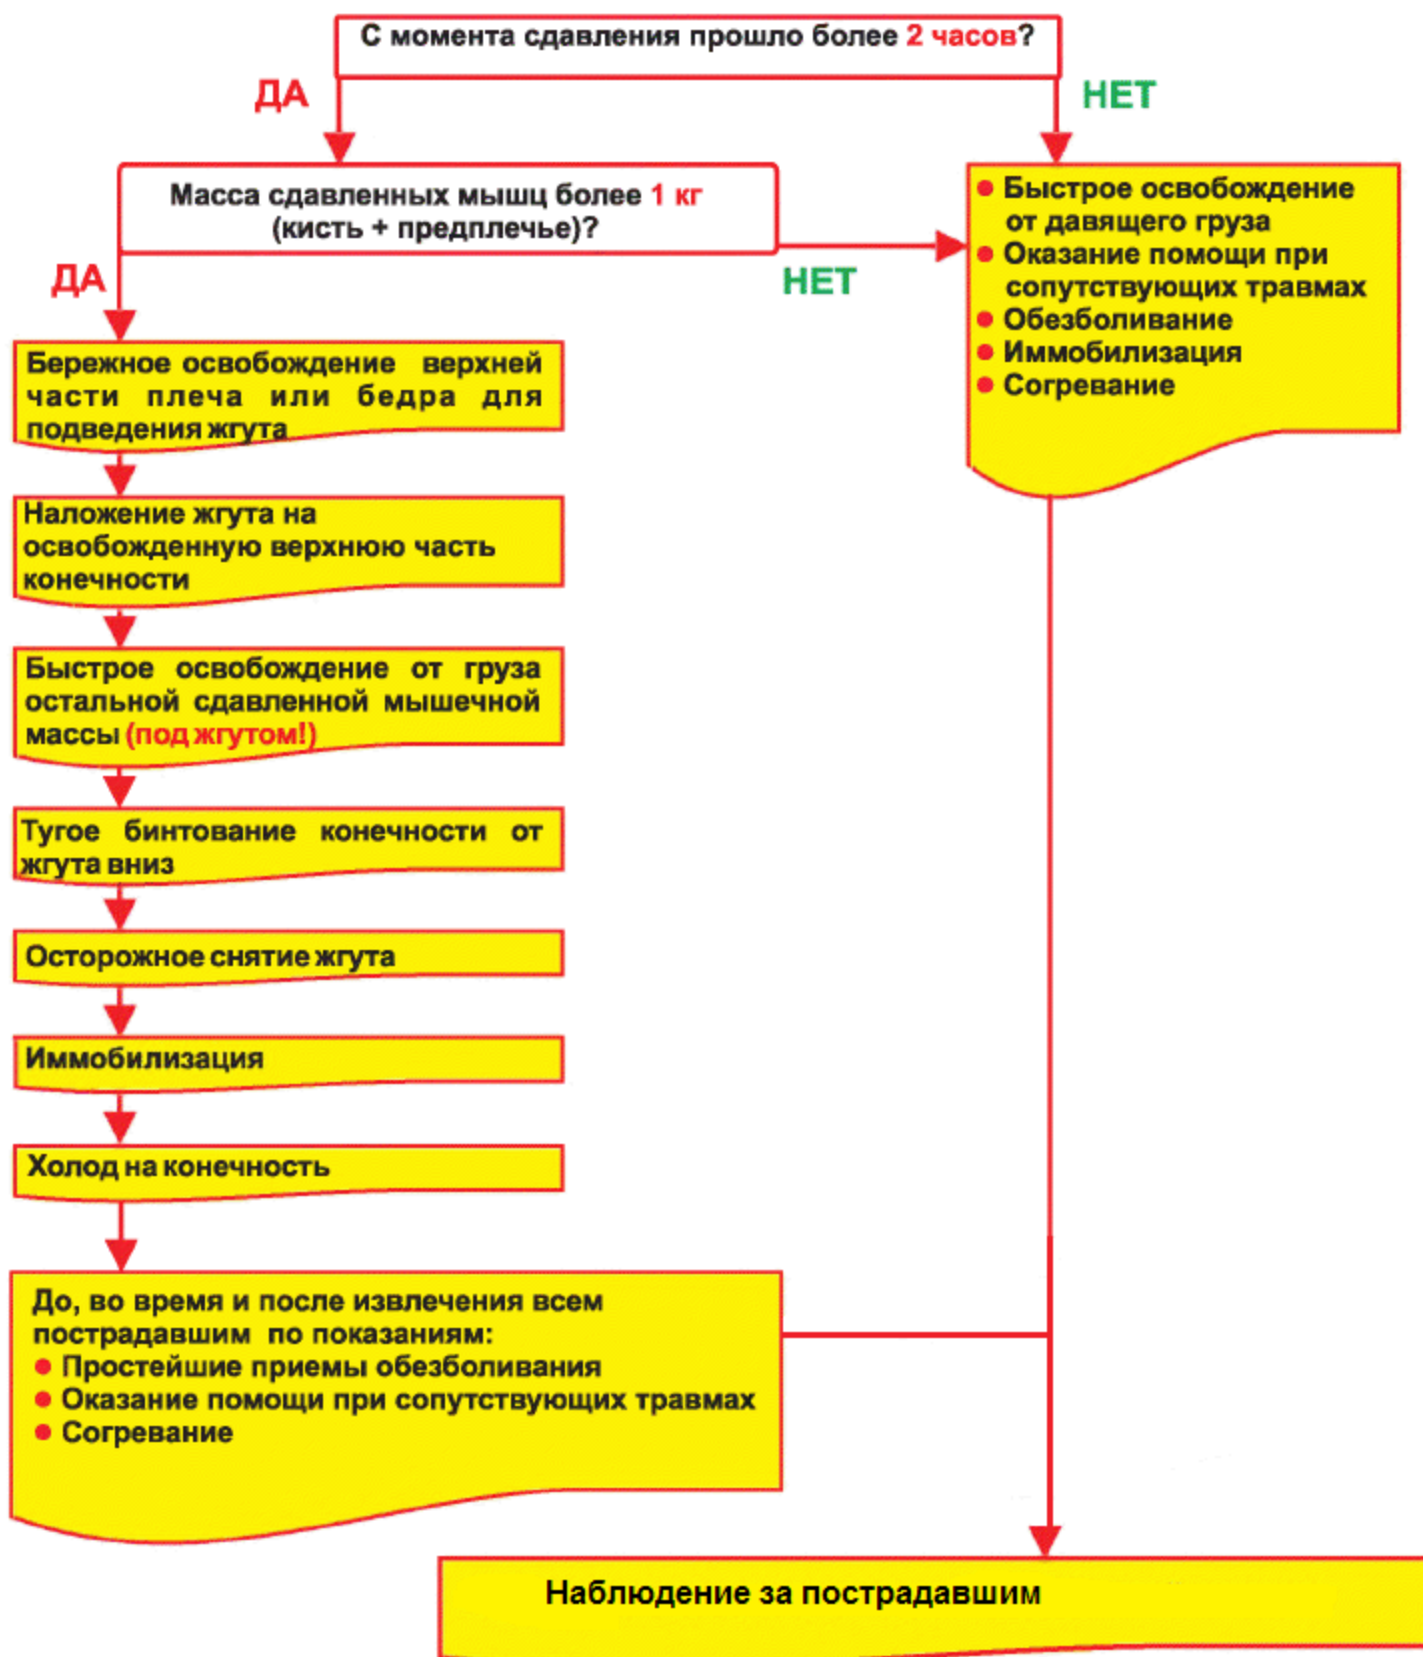 С момента сдавления прошло более 2 часов?
ДА
НЕТ
Масса сдавленных мышц более 1 кг
(кисть + предплечье)?
ДА
НЕТ
● Быстрое освобождение
от давящего груза
● Оказание помощи при
сопутствующих травмах
● Обезболивание
● Иммобилизация
● Согревание
Бережное освобождение верхней
части плеча или бедра для
подведения жгута
Наложение жгута на
освобожденную верхнюю часть
конечности
Быстрое освобождение от груза
остальной сдавленной мышечной
массы (под жгутом!)
Тугое бинтование конечности от
жгута вниз
Осторожное снятие жгута
Иммобилизация
Холод на конечность
До, во время и после извлечения всем
пострадавшим по показаниям:
● Простейшие приемы обезболивания
● Оказание помощи при сопутствующих травмах
● Согревание
Наблюдение за пострадавшим